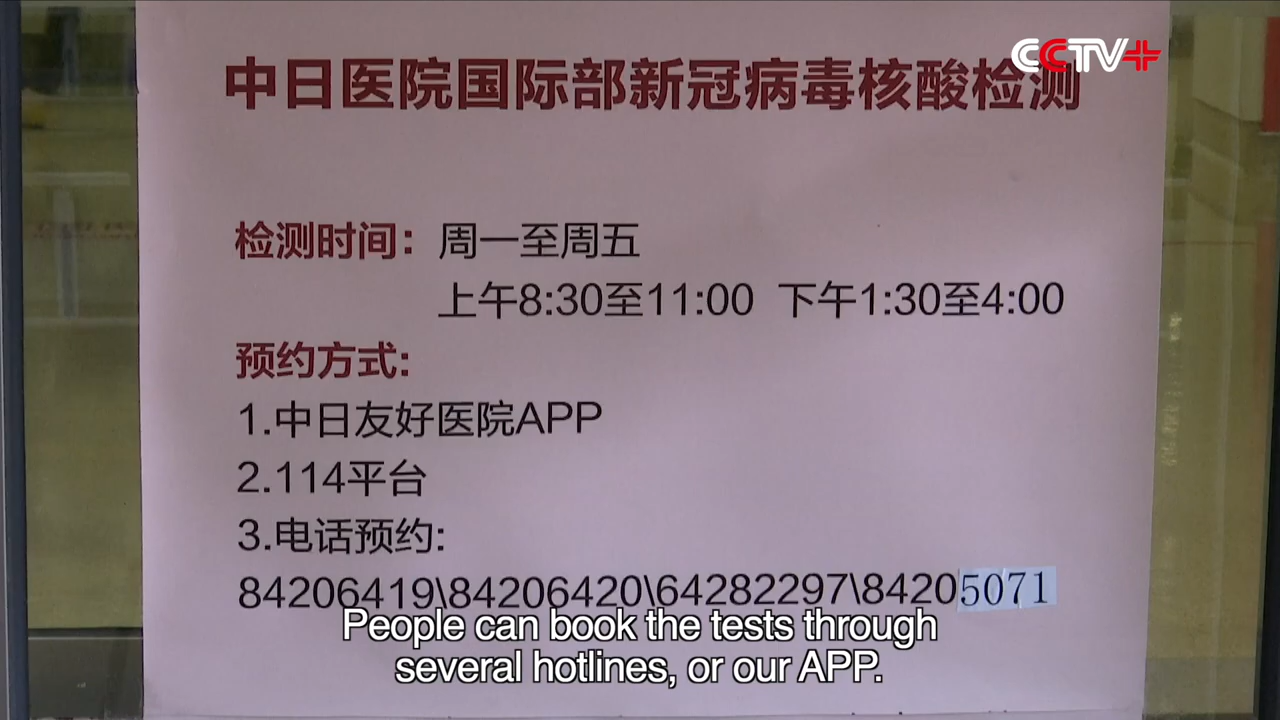 CCTV+
中日医院国际部新冠病毒核酸检测
检测时间：周一至周五
上午8:30至11:00 下午1:30至4:00
预约方式:
1.中日友好医院APP
2.114平台
3.电话预约:
84206419\84206420\64282297\84205071
People can book the tests through
several hotlines, or our APP.